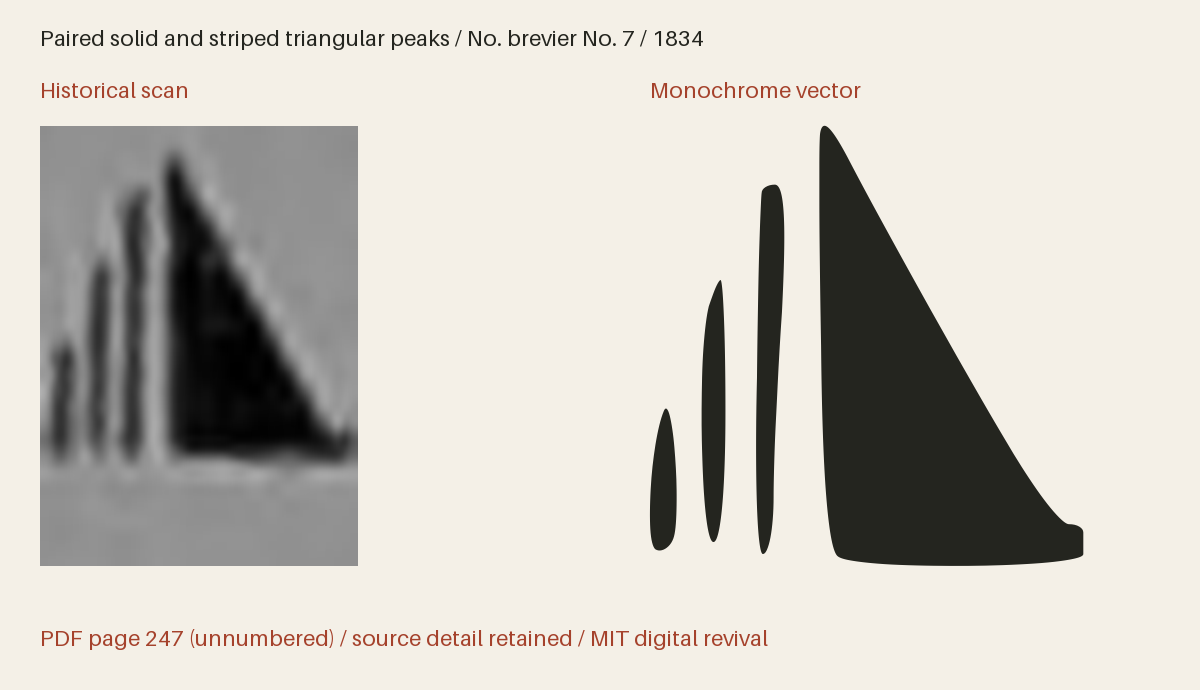 Paired solid and striped triangular peaks / No. brevier No. 7 / 1834
Historical scan
Monochrome vector
PDF page 247 (unnumbered) / source detail retained / MIT digital revival